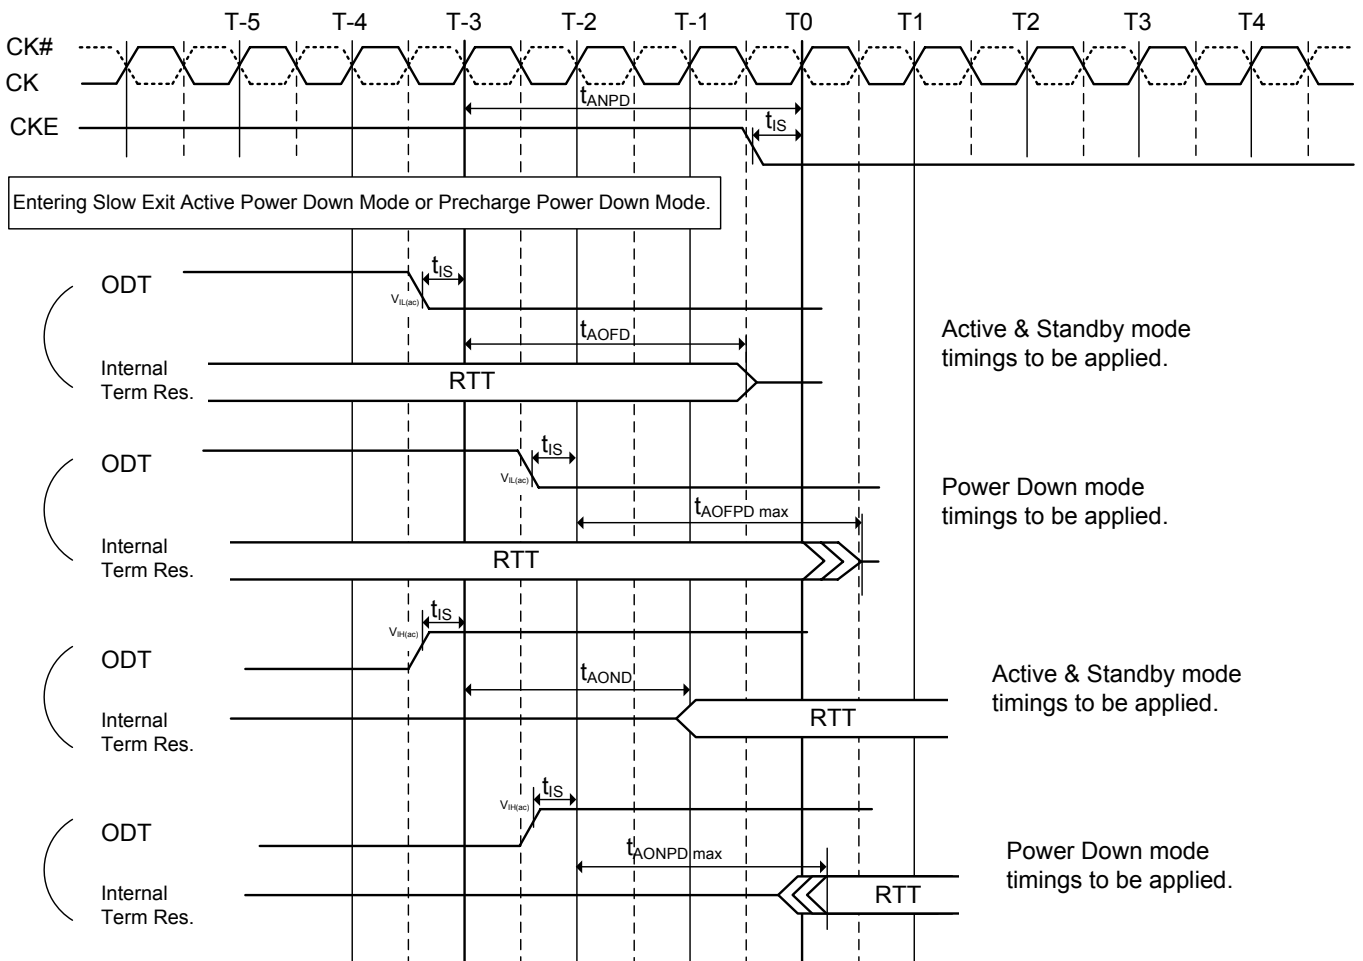 T-5 T-4 T-3 T-2 T-1 T0 T1 T2 T3 T4
CK#
CK
tANPD
CKE
tIS
Entering Slow Exit Active Power Down Mode or Precharge Power Down Mode.
tIS
ODT
VIL(ac)
tAOFD
Active & Standby mode
timings to be applied.
Internal
Term Res.
RTT
tIS
ODT
VIL(ac)
Power Down mode
timings to be applied.
tAOFPD max
Internal
Term Res.
RTT
tIS
VIH(ac)
ODT
tAOND
Active & Standby mode
timings to be applied.
Internal
Term Res.
RTT
tIS
VIH(ac)
ODT
tAONPD max
Power Down mode
timings to be applied.
Internal
Term Res.
RTT